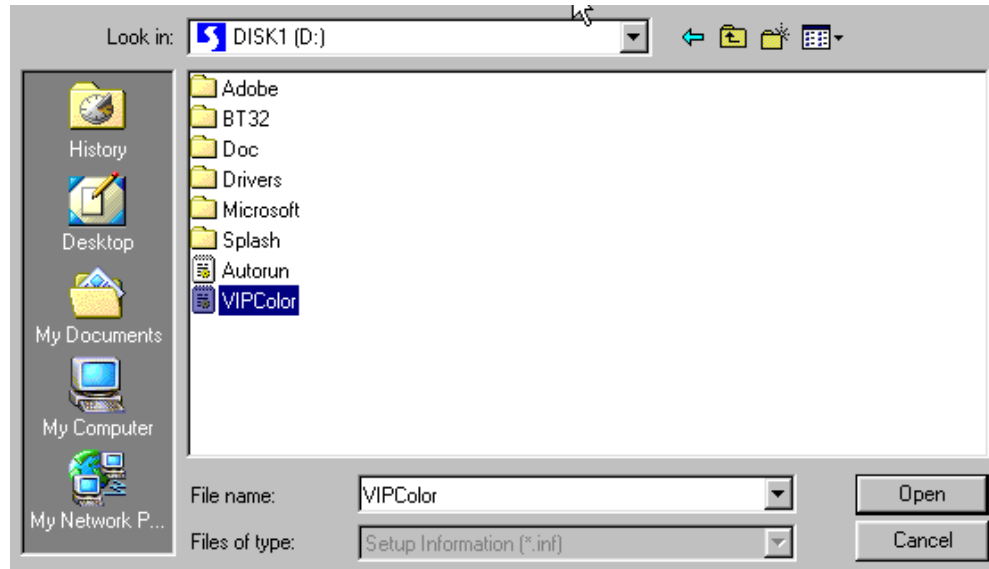 Look in: DISK1 (D:)
History
Desktop
My Documents
My Computer
My Network P...
Adobe
BT32
Doc
Drivers
Microsoft
Splash
Autorun
VIPColor
File name: VIPColor Open
Files of type: Setup Information (*.inf) Cancel